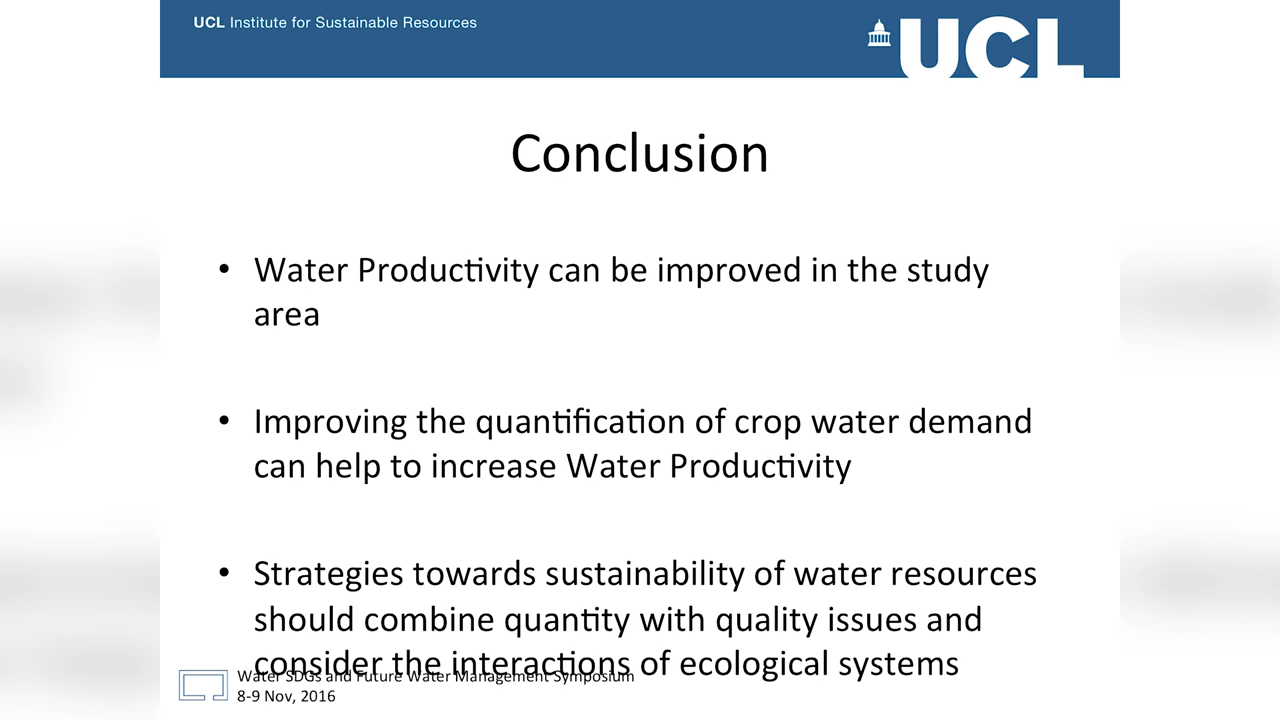 UCL Institute for Sustainable Resources
UCL
Conclusion
• Water Productivity can be improved in the study
area
• Improving the quantification of crop water demand
can help to increase Water Productivity
• Strategies towards sustainability of water resources
should combine quantity with quality issues and
consider the interactions of ecological systems
Water SDGs and Future Water Management Symposium
8-9 Nov, 2016